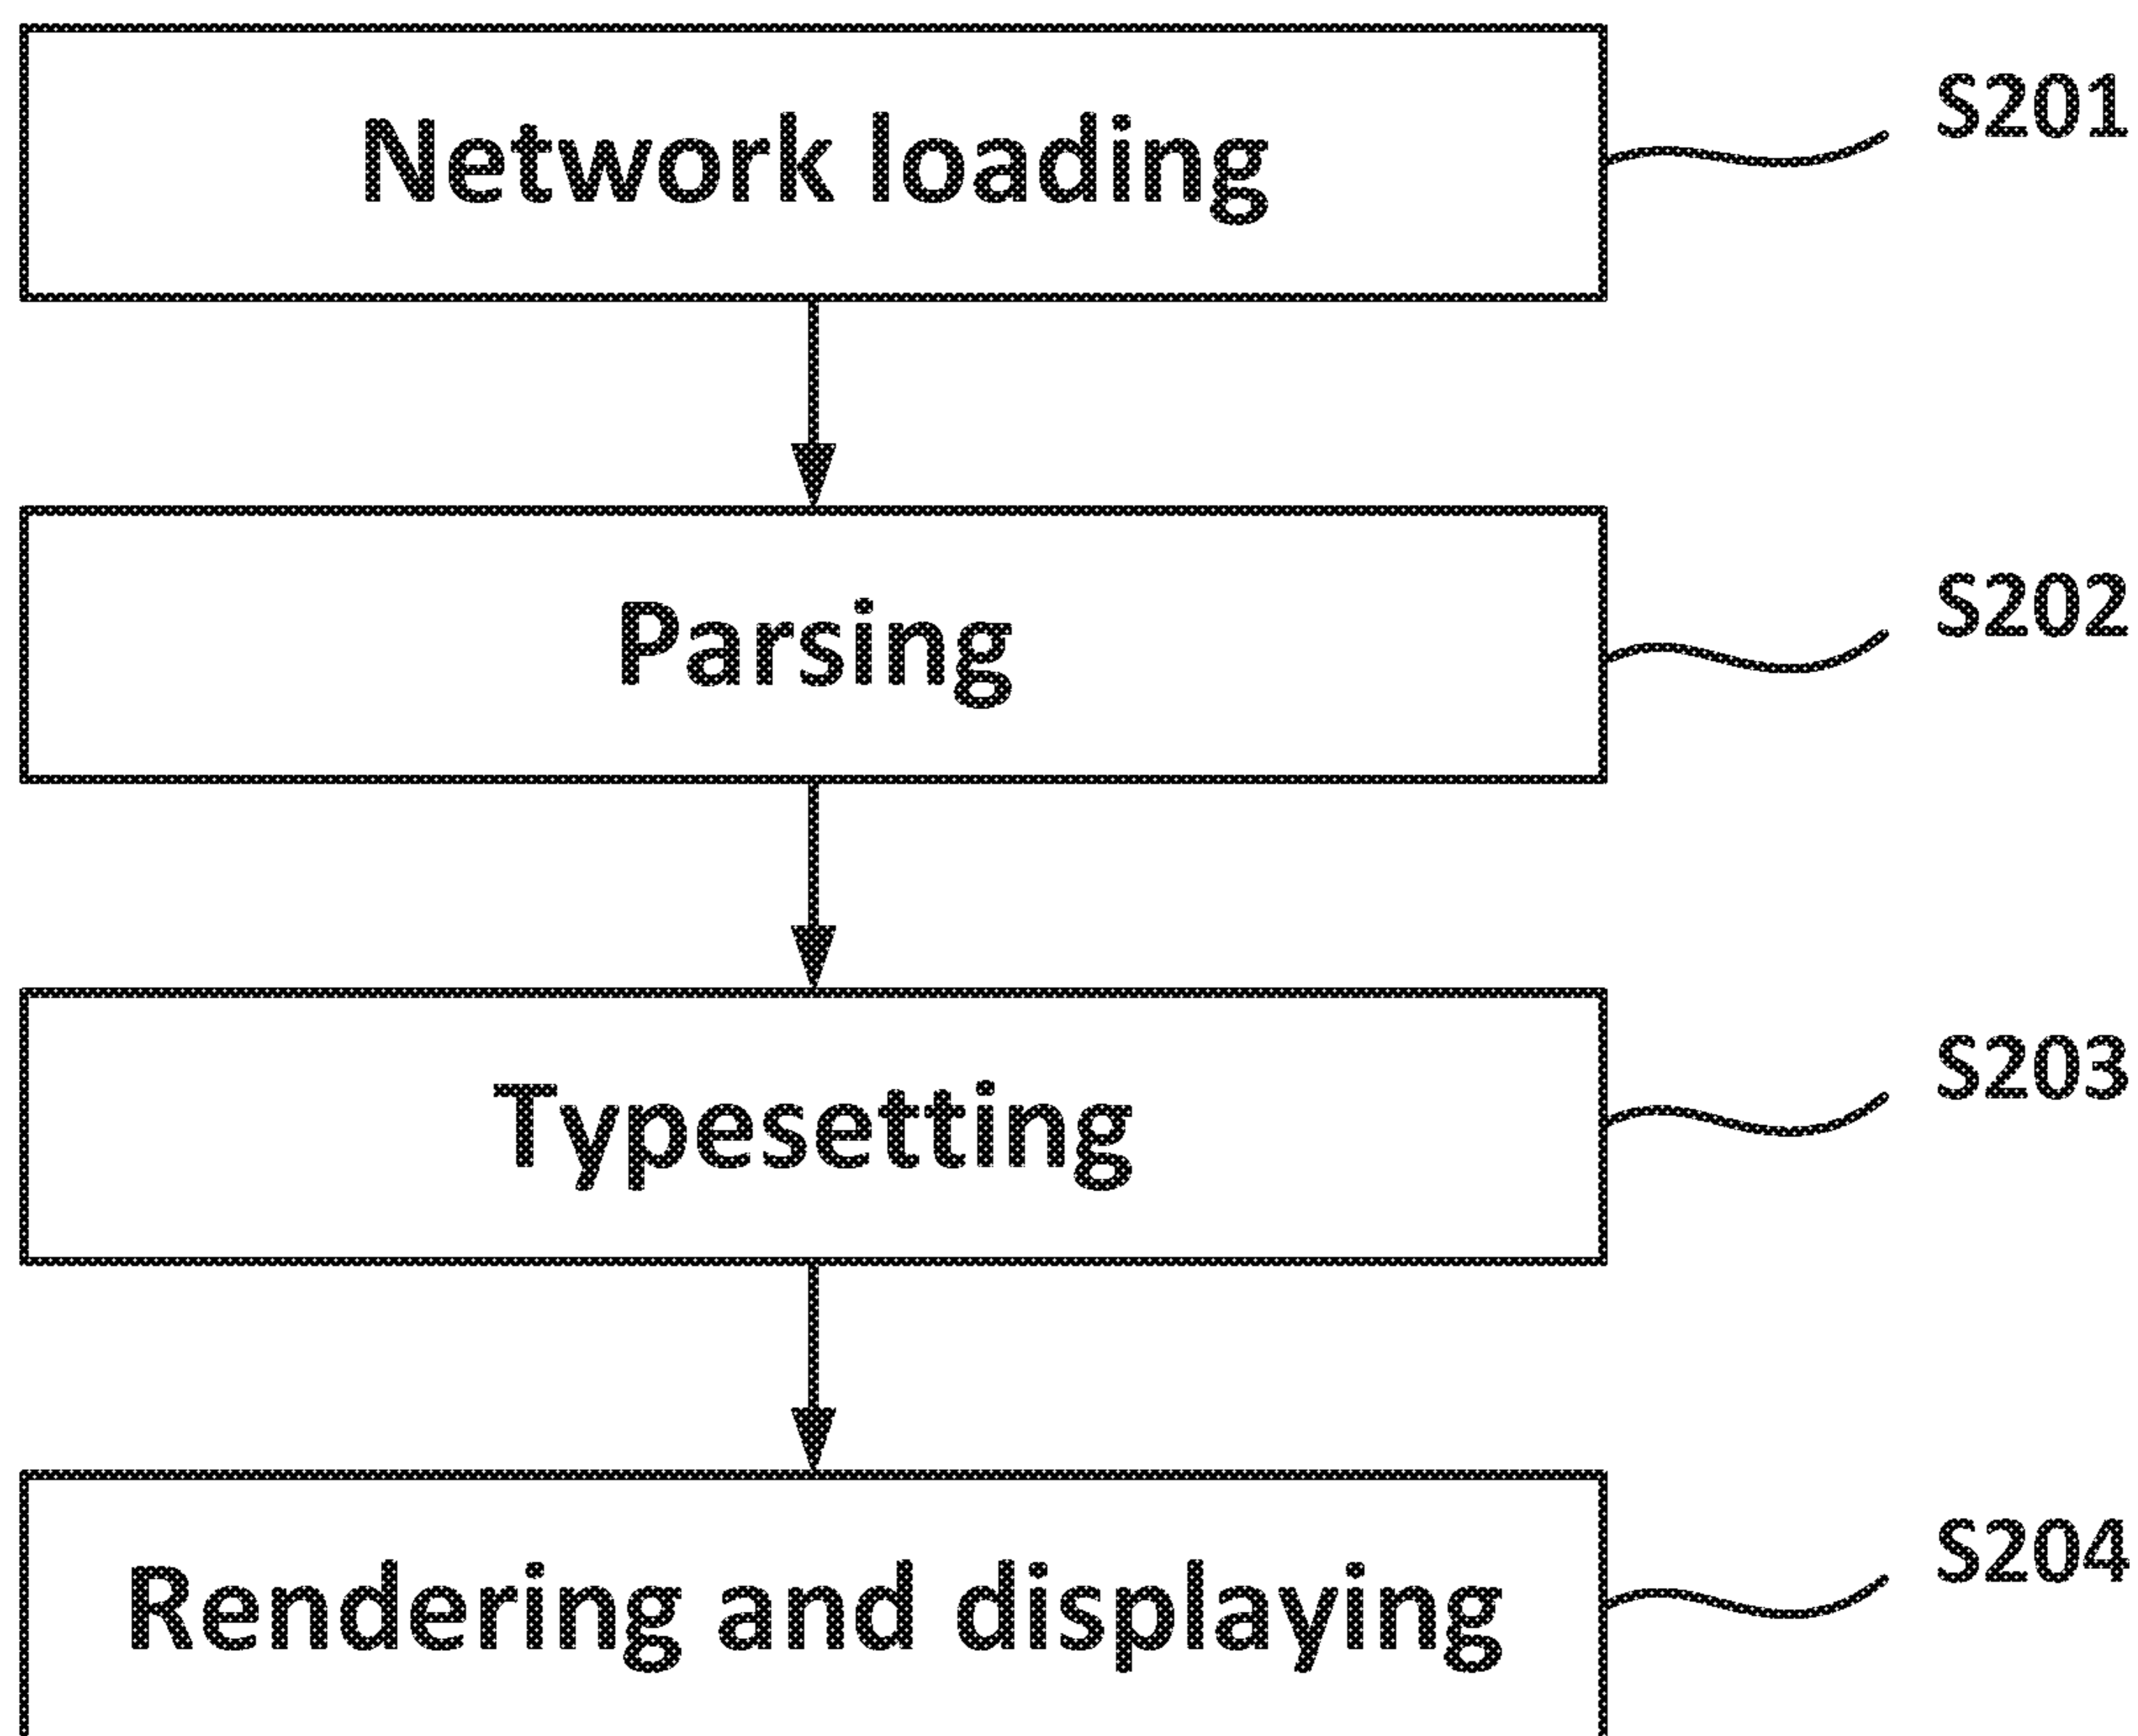 Network loading
S201
Parsing
S202
Typesetting
S203
Rendering and displaying
S204